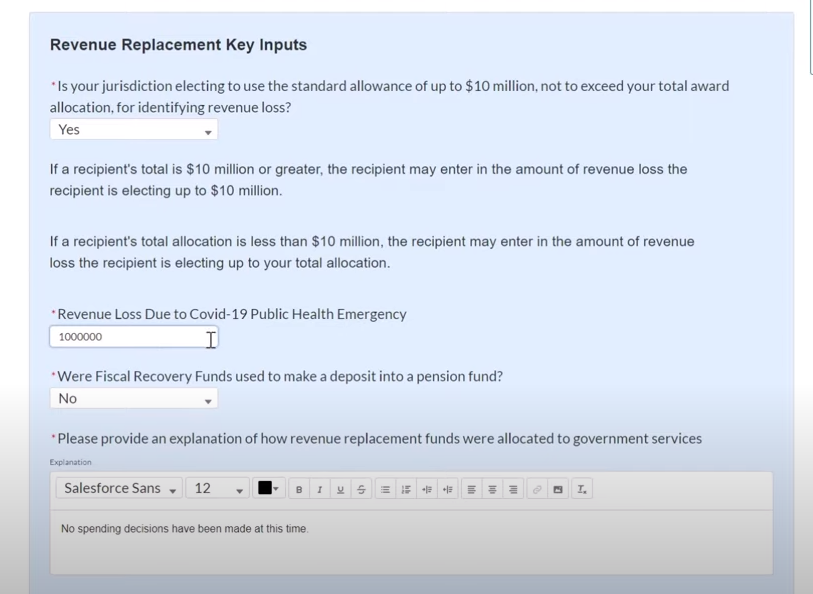 Revenue Replacement Key Inputs
*Is your jurisdiction electing to use the standard allowance of up to $10 million, not to exceed your total award
allocation, for identifying revenue loss?
Yes
If a recipient's total is $10 million or greater, the recipient may enter in the amount of revenue loss the
recipient is electing up to $10 million.
If a recipient's total allocation is less than $10 million, the recipient may enter in the amount of revenue
loss the recipient is electing up to your total allocation.
*Revenue Loss Due to Covid-19 Public Health Emergency
1000000
*Were Fiscal Recovery Funds used to make a deposit into a pension fund?
No
*Please provide an explanation of how revenue replacement funds were allocated to government services
Explanation
Salesforce Sans 12 B I U S
No spending decisions have been made at this time.